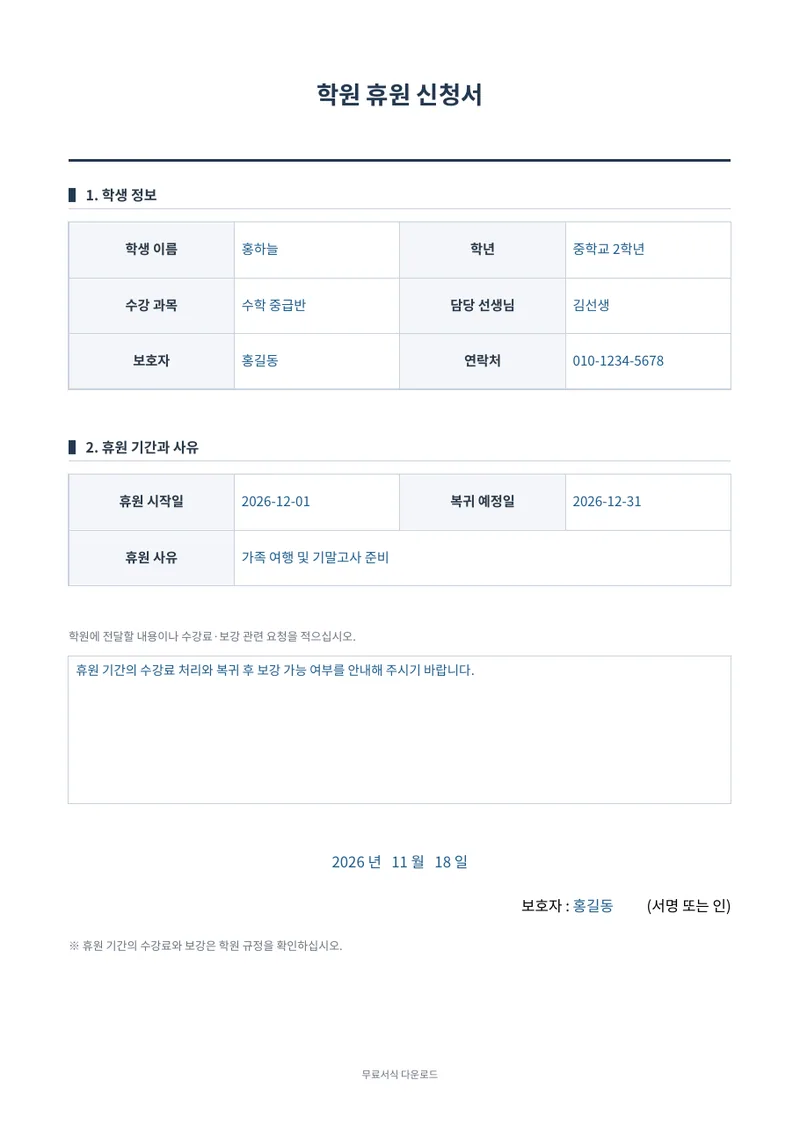 학원 휴원 신청서
1. 학생 정보
학생 이름 홍하늘 학년 중학교 2학년
수강 과목 수학 중급반 담당 선생님 김선생
보호자 홍길동 연락처 010-1234-5678
2. 휴원 기간과 사유
휴원 시작일 2026-12-01 복귀 예정일 2026-12-31
휴원 사유 가족 여행 및 기말고사 준비
학원에 전달할 내용이나 수강료·보강 관련 요청을 적으십시오.
휴원 기간의 수강료 처리와 복귀 후 보강 가능 여부를 안내해 주시기 바랍니다.
2026 년 11 월 18 일
보호자 : 홍길동 (서명 또는 인)
※ 휴원 기간의 수강료와 보강은 학원 규정을 확인하십시오.
무료서식 다운로드